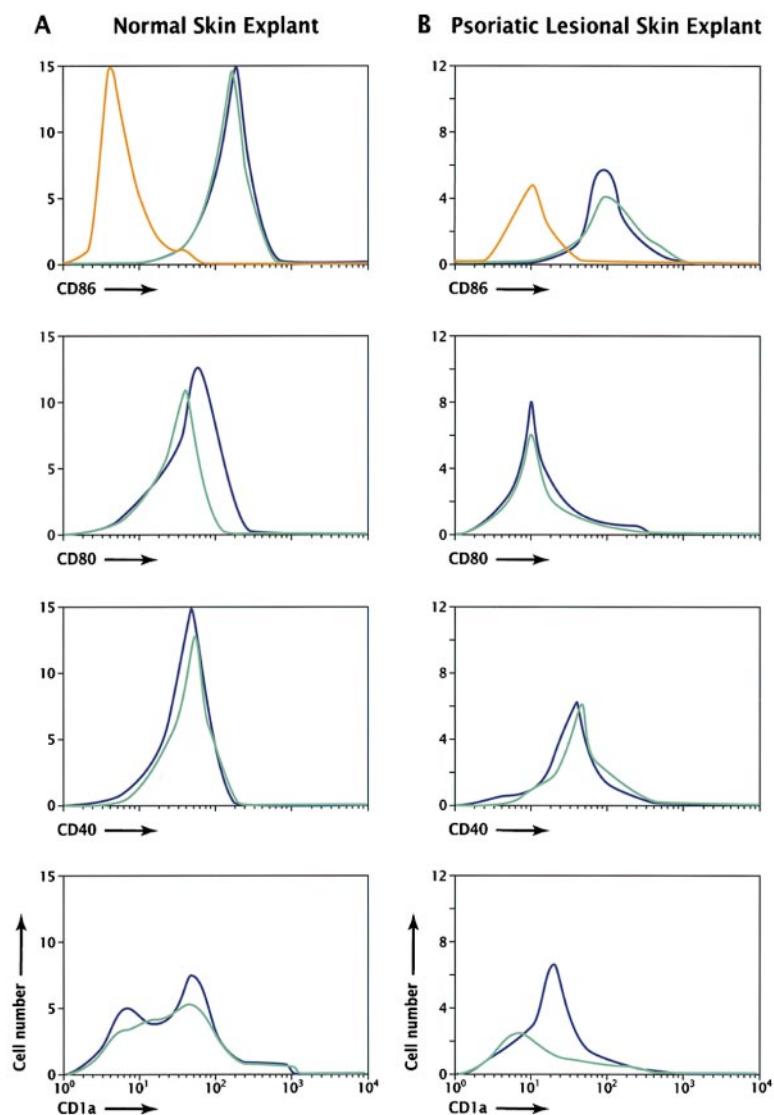 A Normal Skin Explant
B Psoriatic Lesional Skin Explant
15
10
5
0
CD86
12
8
4
0
CD86
15
10
5
0
CD80
12
8
4
0
CD80
15
10
5
0
CD40
12
8
4
0
CD40
Cell number
15
10
5
0
10⁰ 10¹ 10² 10³ 10⁴
CD1a
Cell number
12
8
4
0
10⁰ 10¹ 10² 10³ 10⁴
CD1a